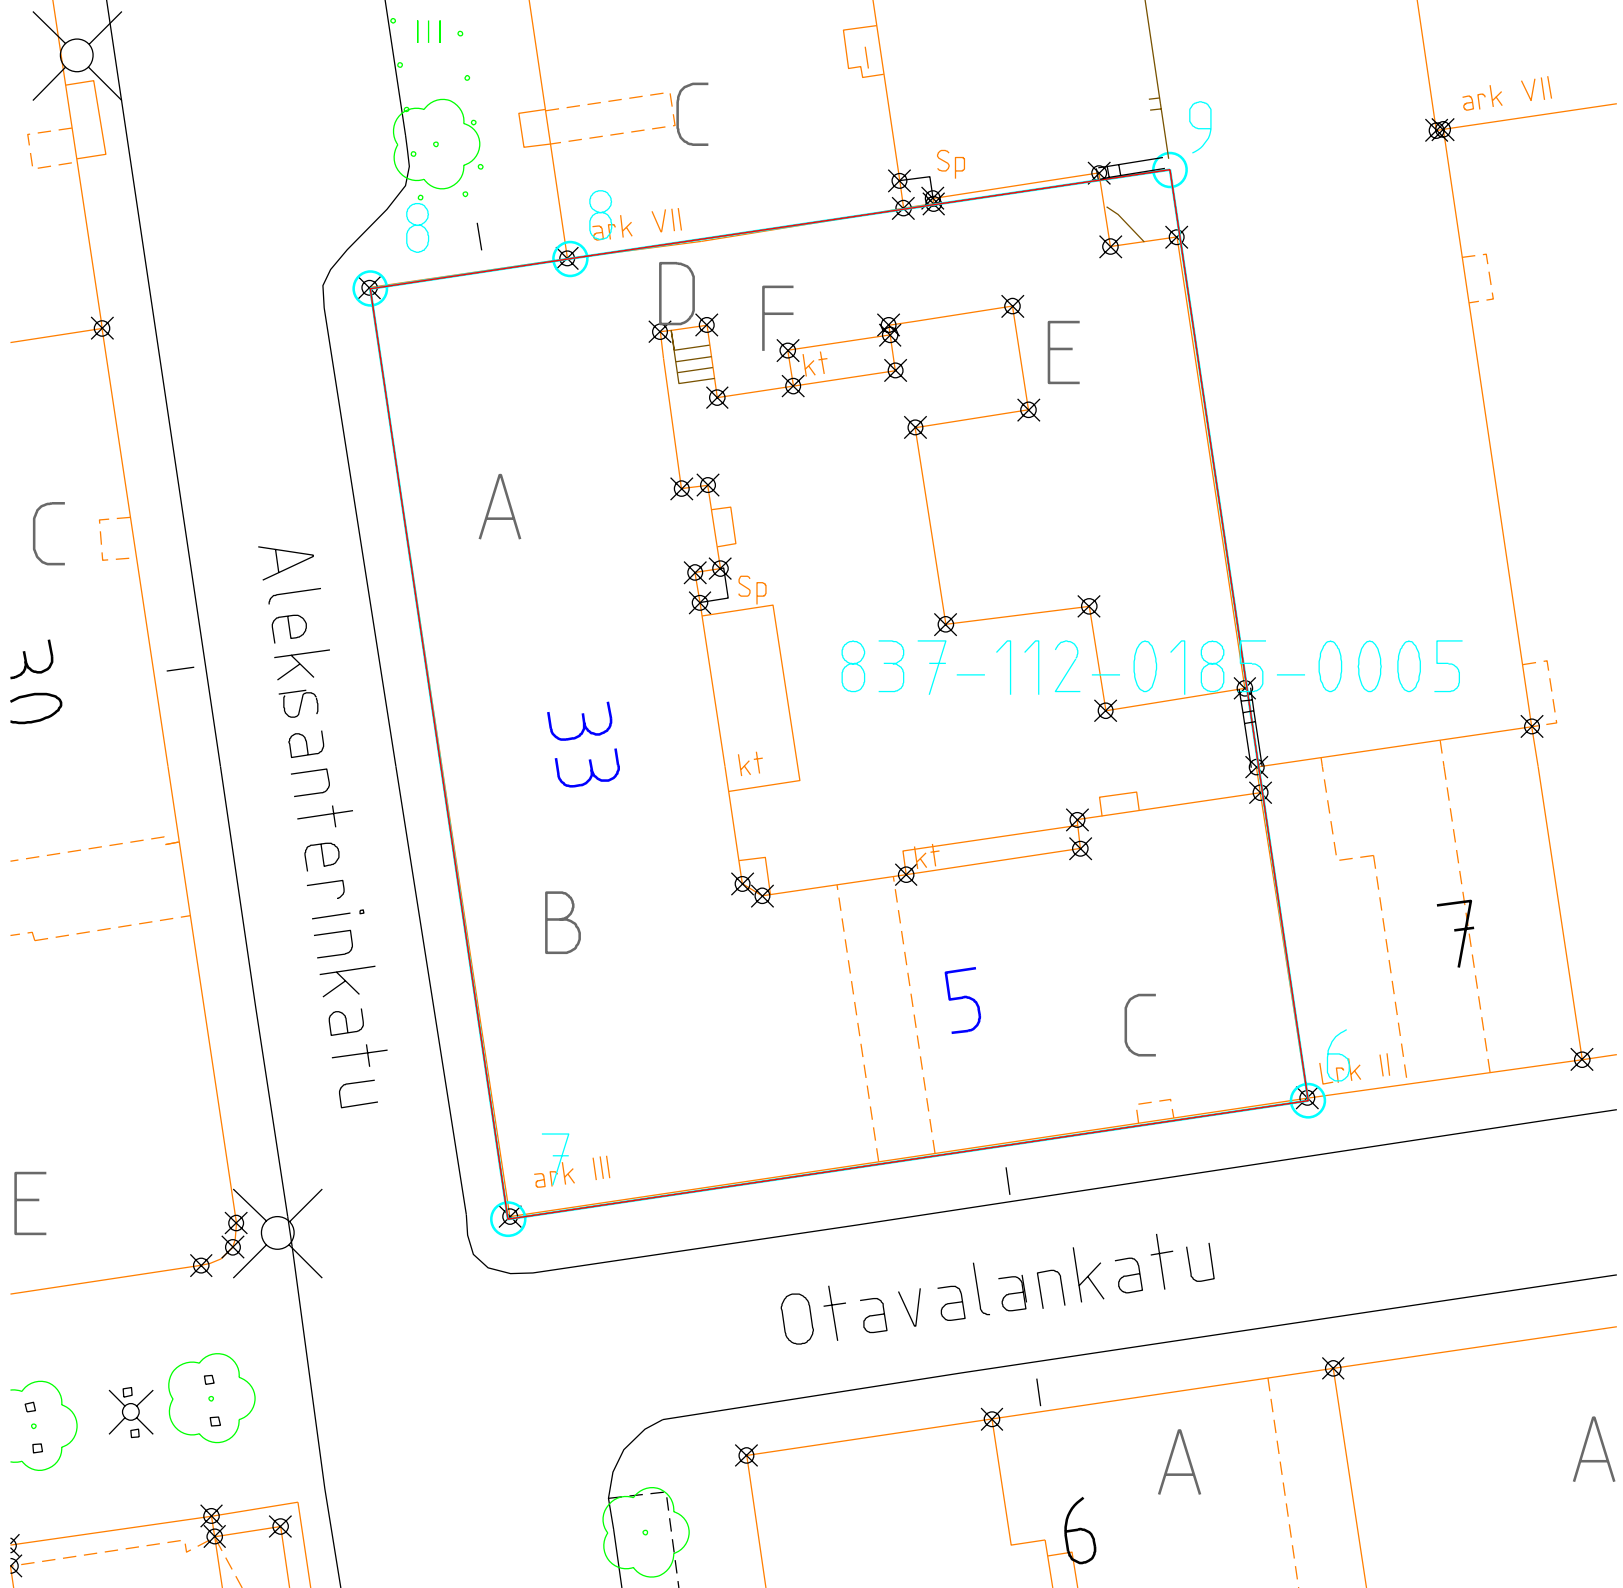 III
C
ark VII
9
Sp
8
8
ark VII
D
F
E
kt
A
C
Aleksanterinkatu
Sp
30
837-112-0185-0005
33
kt
kt
B
7
5
C
6
ark II
7
ark III
E
Otavalankatu
A
A
6